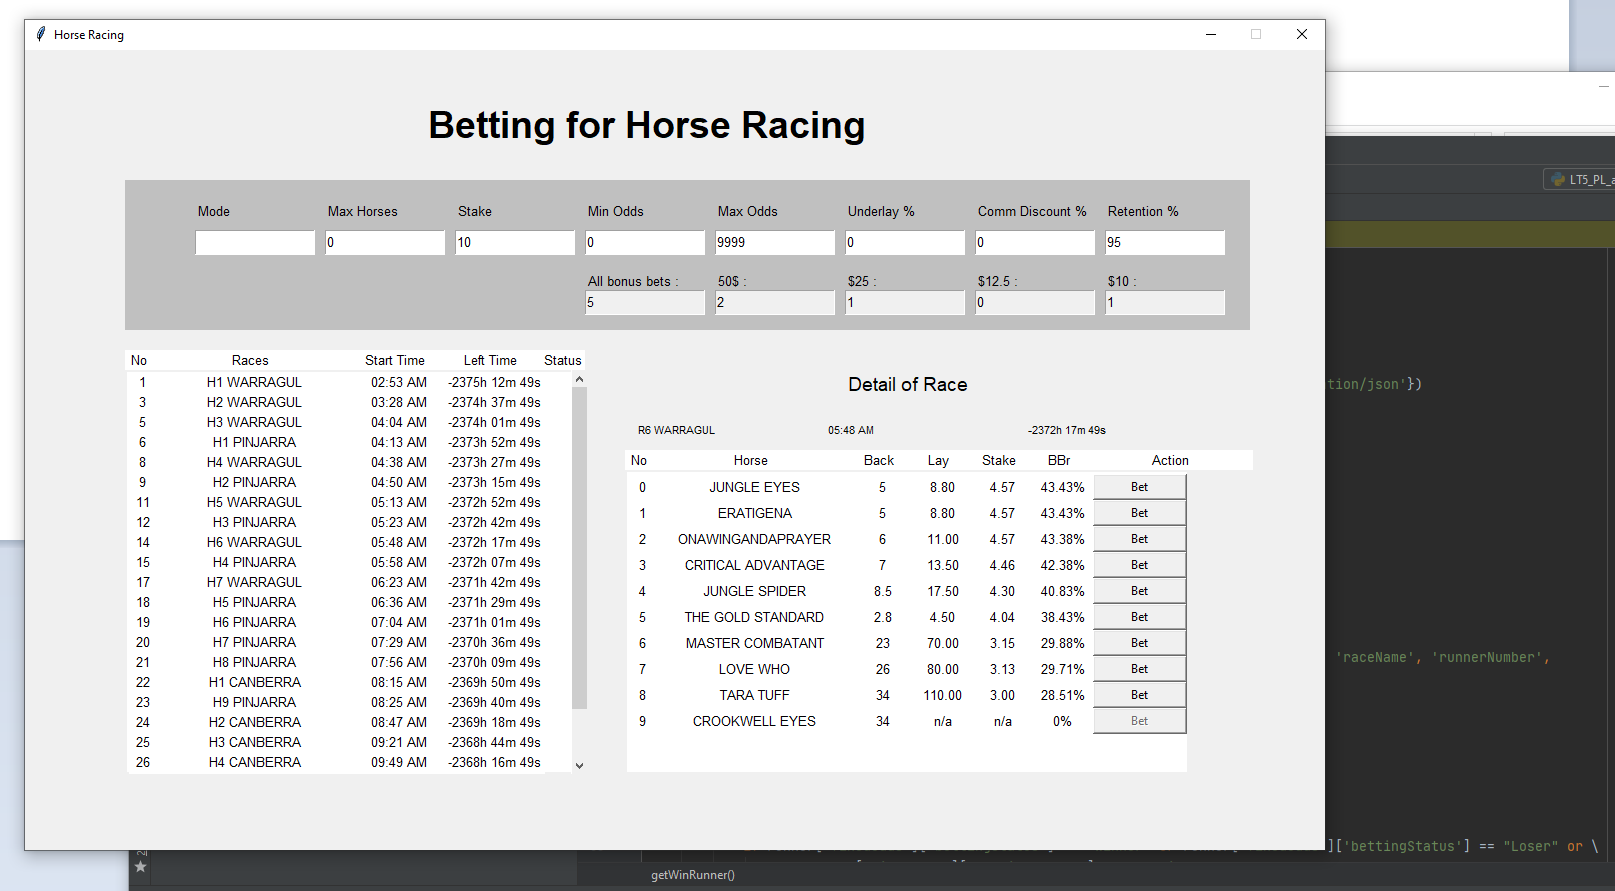 Horse Racing
Betting for Horse Racing
Mode Max Horses Stake Min Odds Max Odds Underlay % Comm Discount % Retention %
0 10 0 9999 0 0 95
All bonus bets : 50$ : $25 : $12.5 : $10 :
5 2 1 0 1
No Races Start Time Left Time Status
1 H1 WARRAGUL 02:53 AM -2375h 12m 49s
3 H2 WARRAGUL 03:28 AM -2374h 37m 49s
5 H3 WARRAGUL 04:04 AM -2374h 01m 49s
6 H1 PINJARRA 04:13 AM -2373h 52m 49s
8 H4 WARRAGUL 04:38 AM -2373h 27m 49s
9 H2 PINJARRA 04:50 AM -2373h 15m 49s
11 H5 WARRAGUL 05:13 AM -2372h 52m 49s
12 H3 PINJARRA 05:23 AM -2372h 42m 49s
14 H6 WARRAGUL 05:48 AM -2372h 17m 49s
15 H4 PINJARRA 05:58 AM -2372h 07m 49s
17 H7 WARRAGUL 06:23 AM -2371h 42m 49s
18 H5 PINJARRA 06:36 AM -2371h 29m 49s
19 H6 PINJARRA 07:04 AM -2371h 01m 49s
20 H7 PINJARRA 07:29 AM -2370h 36m 49s
21 H8 PINJARRA 07:56 AM -2370h 09m 49s
22 H1 CANBERRA 08:15 AM -2369h 50m 49s
23 H9 PINJARRA 08:25 AM -2369h 40m 49s
24 H2 CANBERRA 08:47 AM -2369h 18m 49s
25 H3 CANBERRA 09:21 AM -2368h 44m 49s
26 H4 CANBERRA 09:49 AM -2368h 16m 49s
Detail of Race
R6 WARRAGUL 05:48 AM -2372h 17m 49s
No Horse Back Lay Stake BBr Action
0 JUNGLE EYES 5 8.80 4.57 43.43% Bet
1 ERATIGENA 5 8.80 4.57 43.43% Bet
2 ONAWINGANDAPRAYER 6 11.00 4.57 43.38% Bet
3 CRITICAL ADVANTAGE 7 13.50 4.46 42.38% Bet
4 JUNGLE SPIDER 8.5 17.50 4.30 40.83% Bet
5 THE GOLD STANDARD 2.8 4.50 4.04 38.43% Bet
6 MASTER COMBATANT 23 70.00 3.15 29.88% Bet
7 LOVE WHO 26 80.00 3.13 29.71% Bet
8 TARA TUFF 34 110.00 3.00 28.51% Bet
9 CROOKWELL EYES 34 n/a n/a 0% Bet
LT5_PL_a
tion/json'})
'raceName', 'runnerNumber',
]['bettingStatus'] == "Loser" or \
getWinRunner()